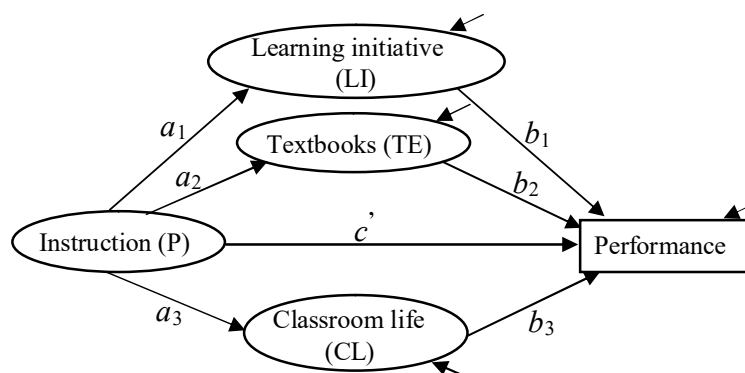 Learning initiative
(LI)
a1
b1
Textbooks (TE)
a2
b2
c’
Instruction (P)
Performance
a3
Classroom life
(CL)
b3